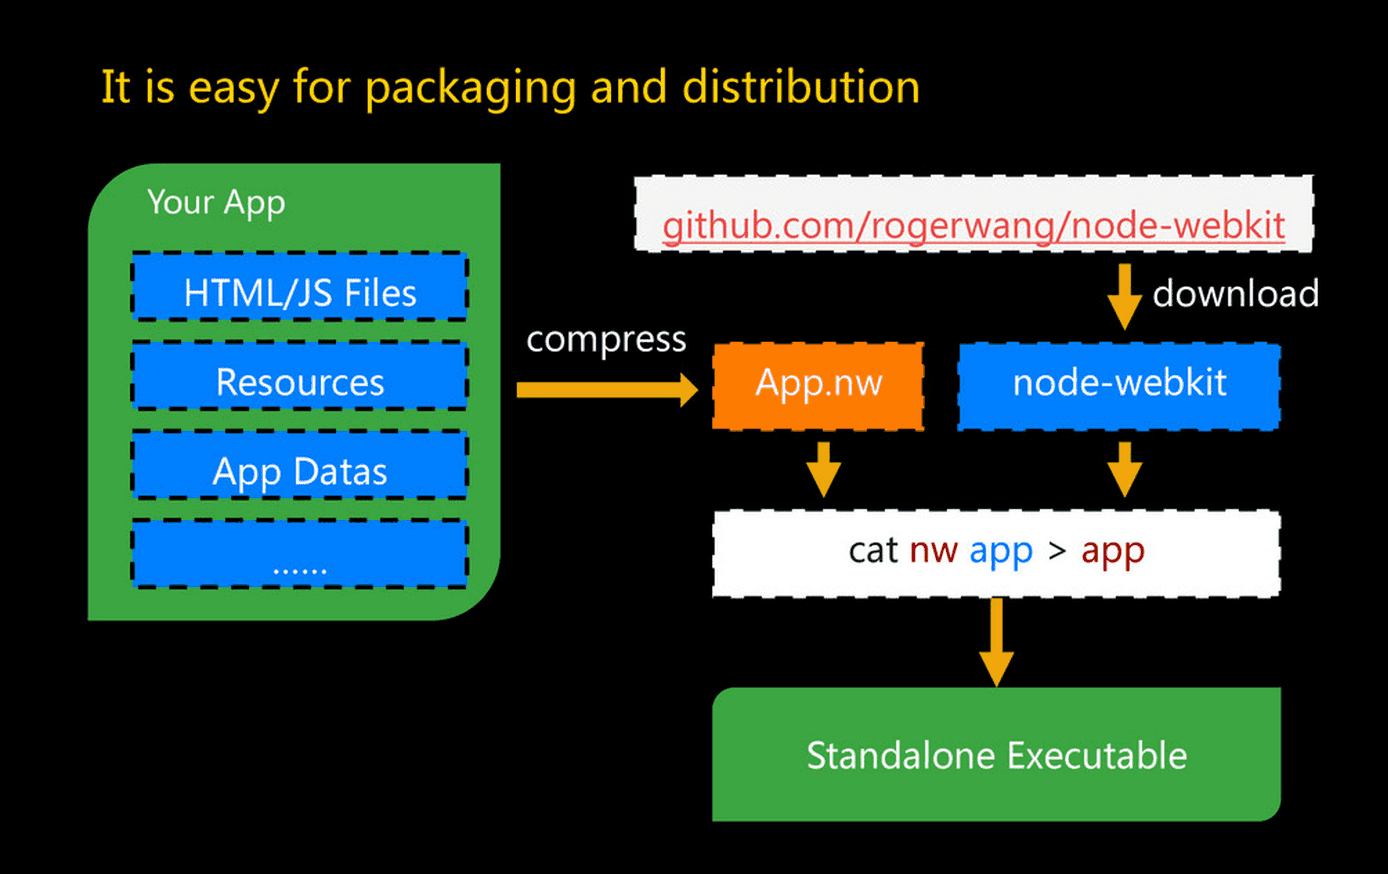 It is easy for packaging and distribution
Your App
HTML/JS Files
Resources
App Datas
......
compress
github.com/rogerwang/node-webkit
download
App.nw
node-webkit
cat nw app > app
Standalone Executable